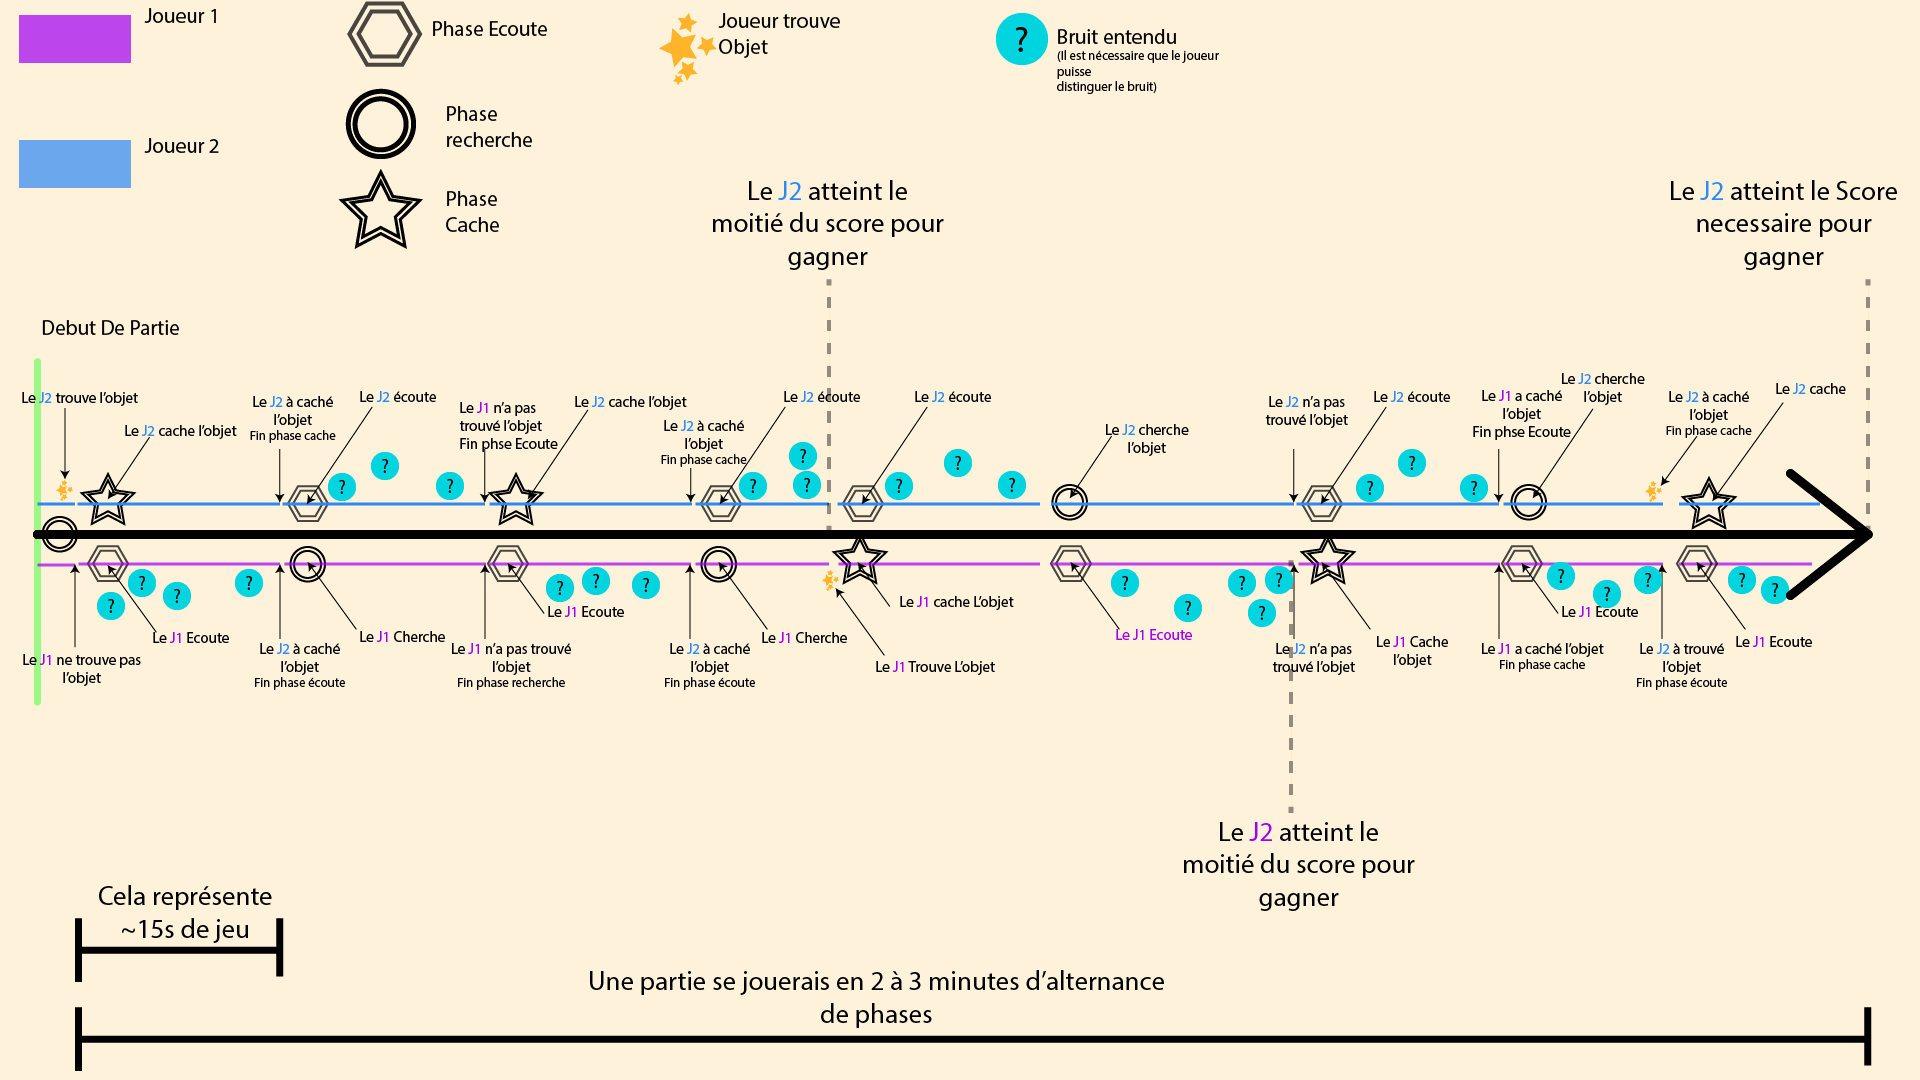 Joueur 1
Joueur 2
Phase Ecoute
Phase
recherche
Phase
Cache
Joueur trouve
Objet
?
Bruit entendu
(Il est nécessaire que le joueur
puisse
distinguer le bruit)
Le J2 atteint le
moitié du score pour
gagner
Le J2 atteint le Score
necessaire pour
gagner
Debut De Partie
Le J2 trouve l'objet
Le J2 cache l'objet
Le J2 à caché
l'objet
Fin phase cache
Le J2 écoute
Le J1 n'a pas
trouvé l'objet
Fin phse Ecoute
Le J2 cache l'objet
Le J2 à caché
l'objet
Fin phase cache
Le J2 écoute
Le J2 écoute
Le J2 cherche
l'objet
Le J2 n'a pas
trouvé l'objet
Le J2 écoute
Le J1 a caché
l'objet
Fin phse Ecoute
Le J2 cherche
l'objet
Le J2 à caché
l'objet
Fin phase cache
Le J2 cache
? ? ? ? ? ? ? ? ? ? ? ? ?
? ? ? ? ? ? ? ? ? ? ? ? ? ? ? ? ?
Le J1 ne trouve pas
l'objet
Le J1 Ecoute
Le J2 à caché
l'objet
Fin phase écoute
Le J1 Cherche
Le J1 n'a pas trouvé
l'objet
Fin phase recherche
Le J1 Ecoute
Le J2 à caché
l'objet
Fin phase écoute
Le J1 Cherche
Le J1 cache L'objet
Le J1 Trouve L'objet
Le J1 Ecoute
Le J2 n'a pas
trouvé l'objet
Le J1 Cache
l'objet
Le J1 a caché l'objet
Fin phase cache
Le J1 Ecoute
Le J2 à trouvé
l'objet
Fin phase écoute
Le J1 Ecoute
Le J2 atteint le
moitié du score pour
gagner
Cela représente
~15s de jeu
Une partie se jouerais en 2 à 3 minutes d'alternance
de phases